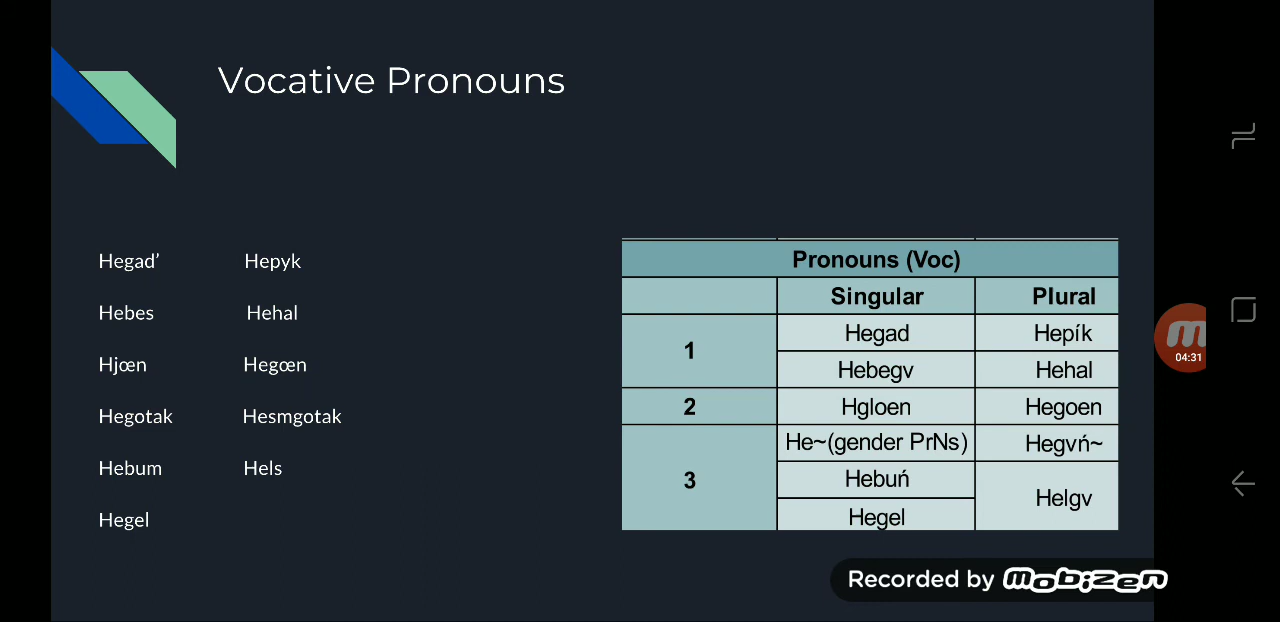 Vocative Pronouns
Hegad’ Hepyk
Hebes Hehal
Hjœn Hegœn
Hegotak Hesmgotak
Hebum Hels
Hegel
Pronouns (Voc)
Singular Plural
1 Hegad Hepík
Hebegv Hehal
2 Hgloen Hegoen
3 He~(gender PrNs) Hegvń~
Hebuń Helgv
Hegel
04:31
Recorded by mobizen